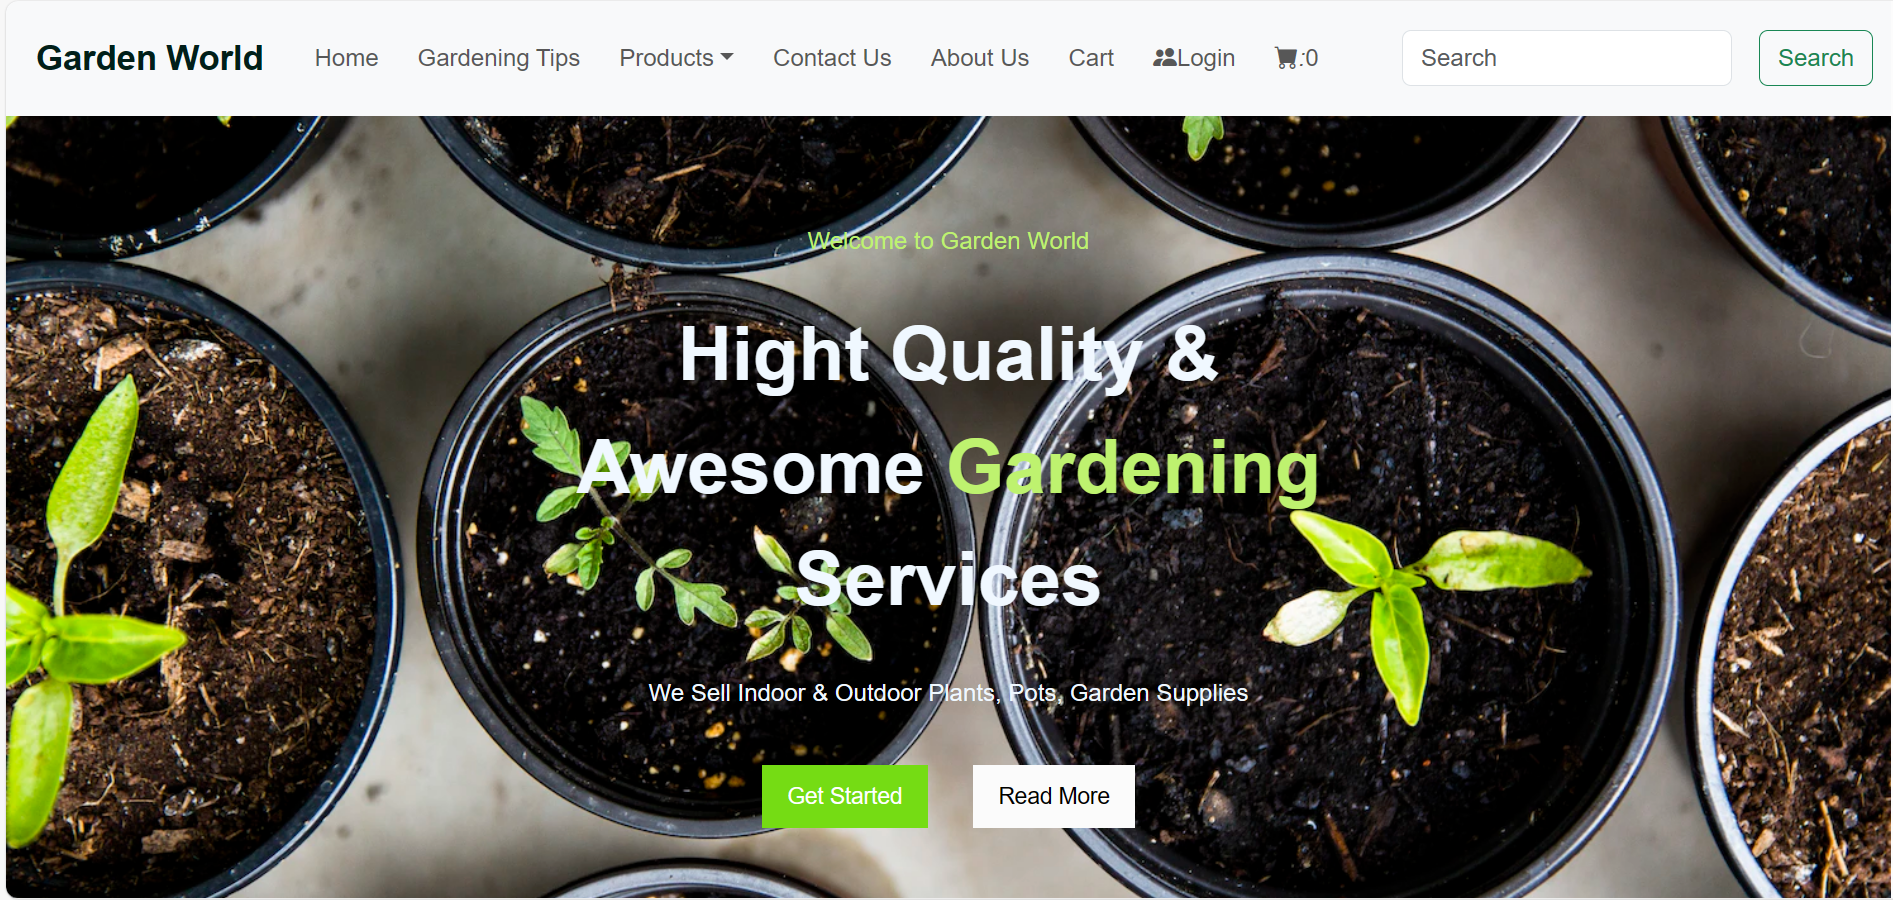 Garden World Home Gardening Tips Products Contact Us About Us Cart Login :0 Search Search
Welcome to Garden World
Hight Quality &
Awesome Gardening
Services
We Sell Indoor & Outdoor Plants, Pots, Garden Supplies
Get Started Read More